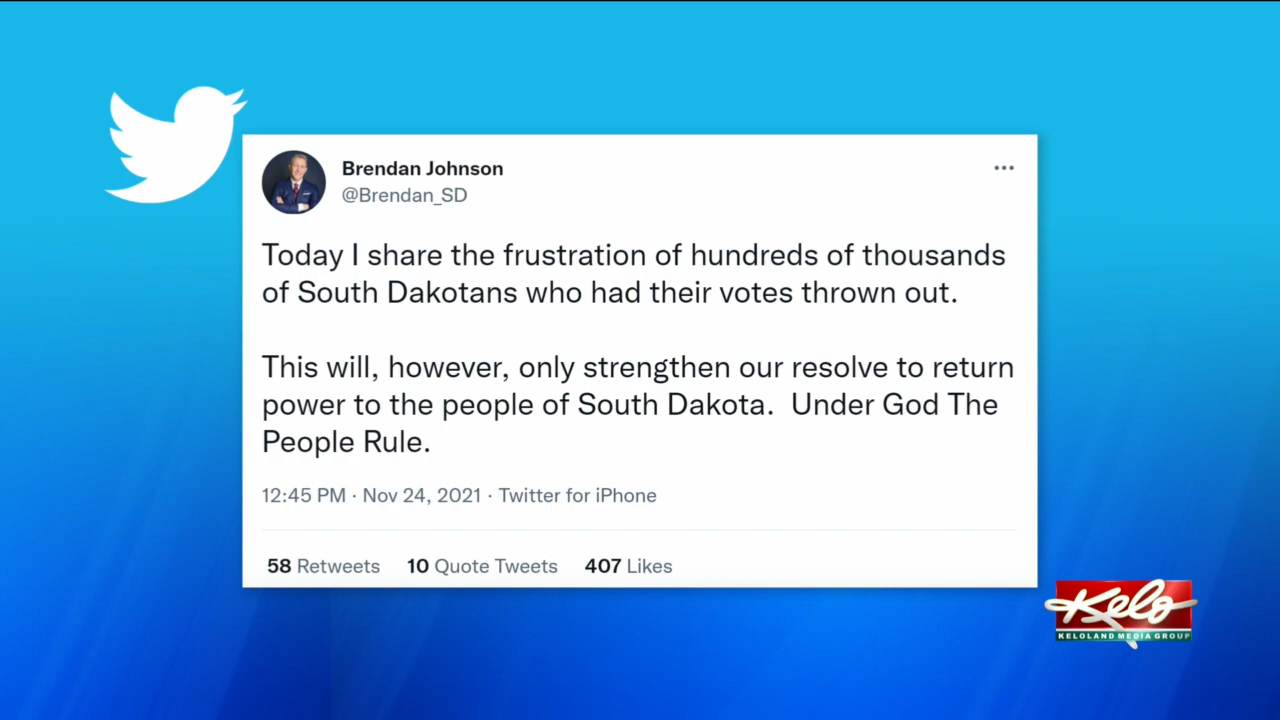 Brendan Johnson
@Brendan_SD
Today I share the frustration of hundreds of thousands
of South Dakotans who had their votes thrown out.
This will, however, only strengthen our resolve to return
power to the people of South Dakota.  Under God The
People Rule.
12:45 PM · Nov 24, 2021 · Twitter for iPhone
58 Retweets 10 Quote Tweets 407 Likes
Kelo
KELOLAND MEDIA GROUP